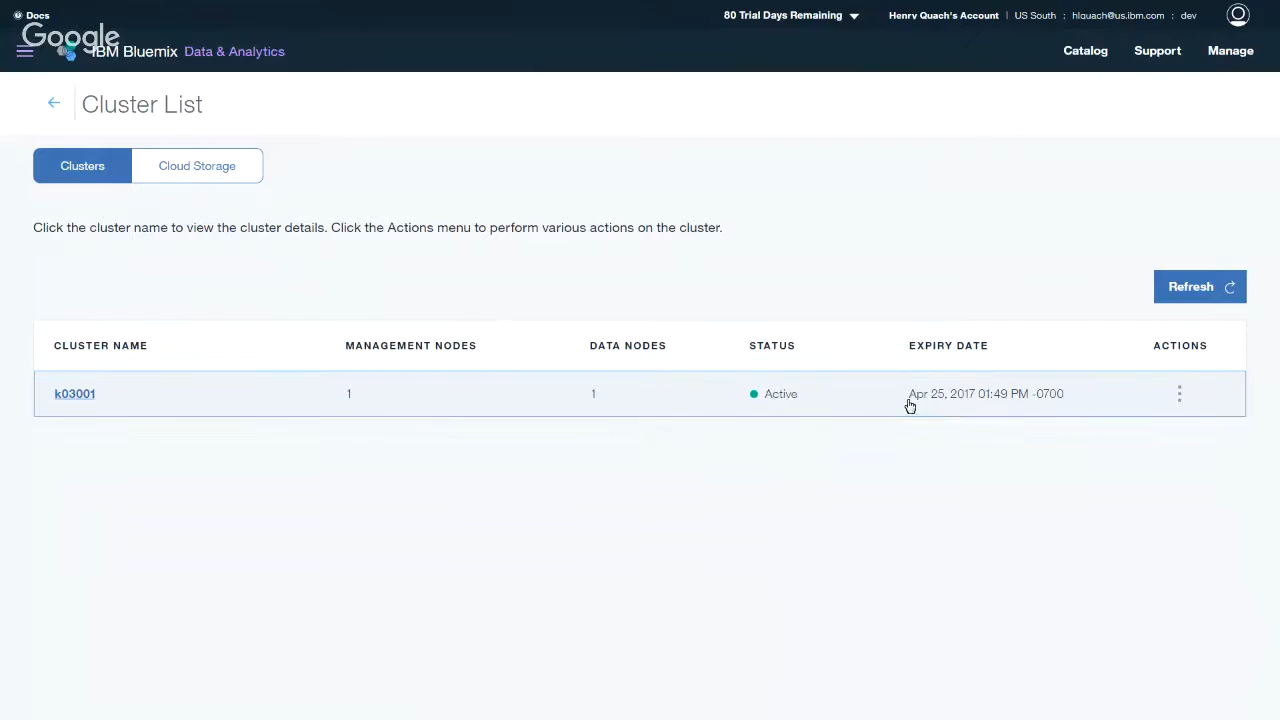 Docs
80 Trial Days Remaining
Henry Quach's Account | US South : hlquach@us.ibm.com : dev
Google
IBM Bluemix Data & Analytics
Catalog Support Manage
Cluster List
Clusters Cloud Storage
Click the cluster name to view the cluster details. Click the Actions menu to perform various actions on the cluster.
Refresh
CLUSTER NAME MANAGEMENT NODES DATA NODES STATUS EXPIRY DATE ACTIONS
k03001 1 1 Active Apr 25, 2017 01:49 PM -0700